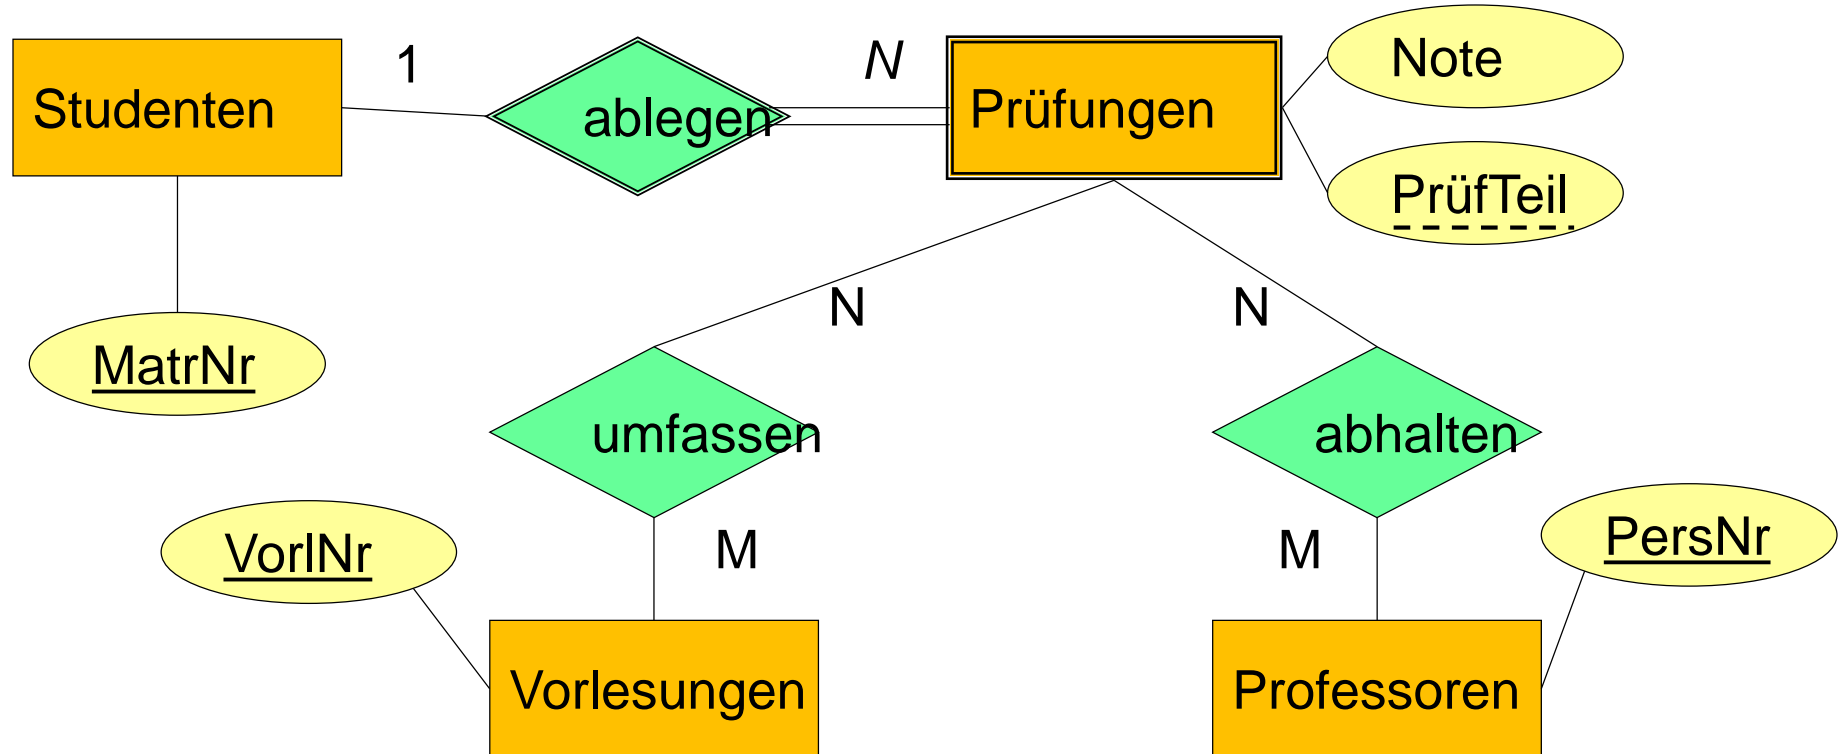 Studenten
1
ablegen
N
Prüfungen
Note
PrüfTeil
N
N
MatrNr
umfassen
abhalten
VorlNr
M
M
PersNr
Vorlesungen
Professoren